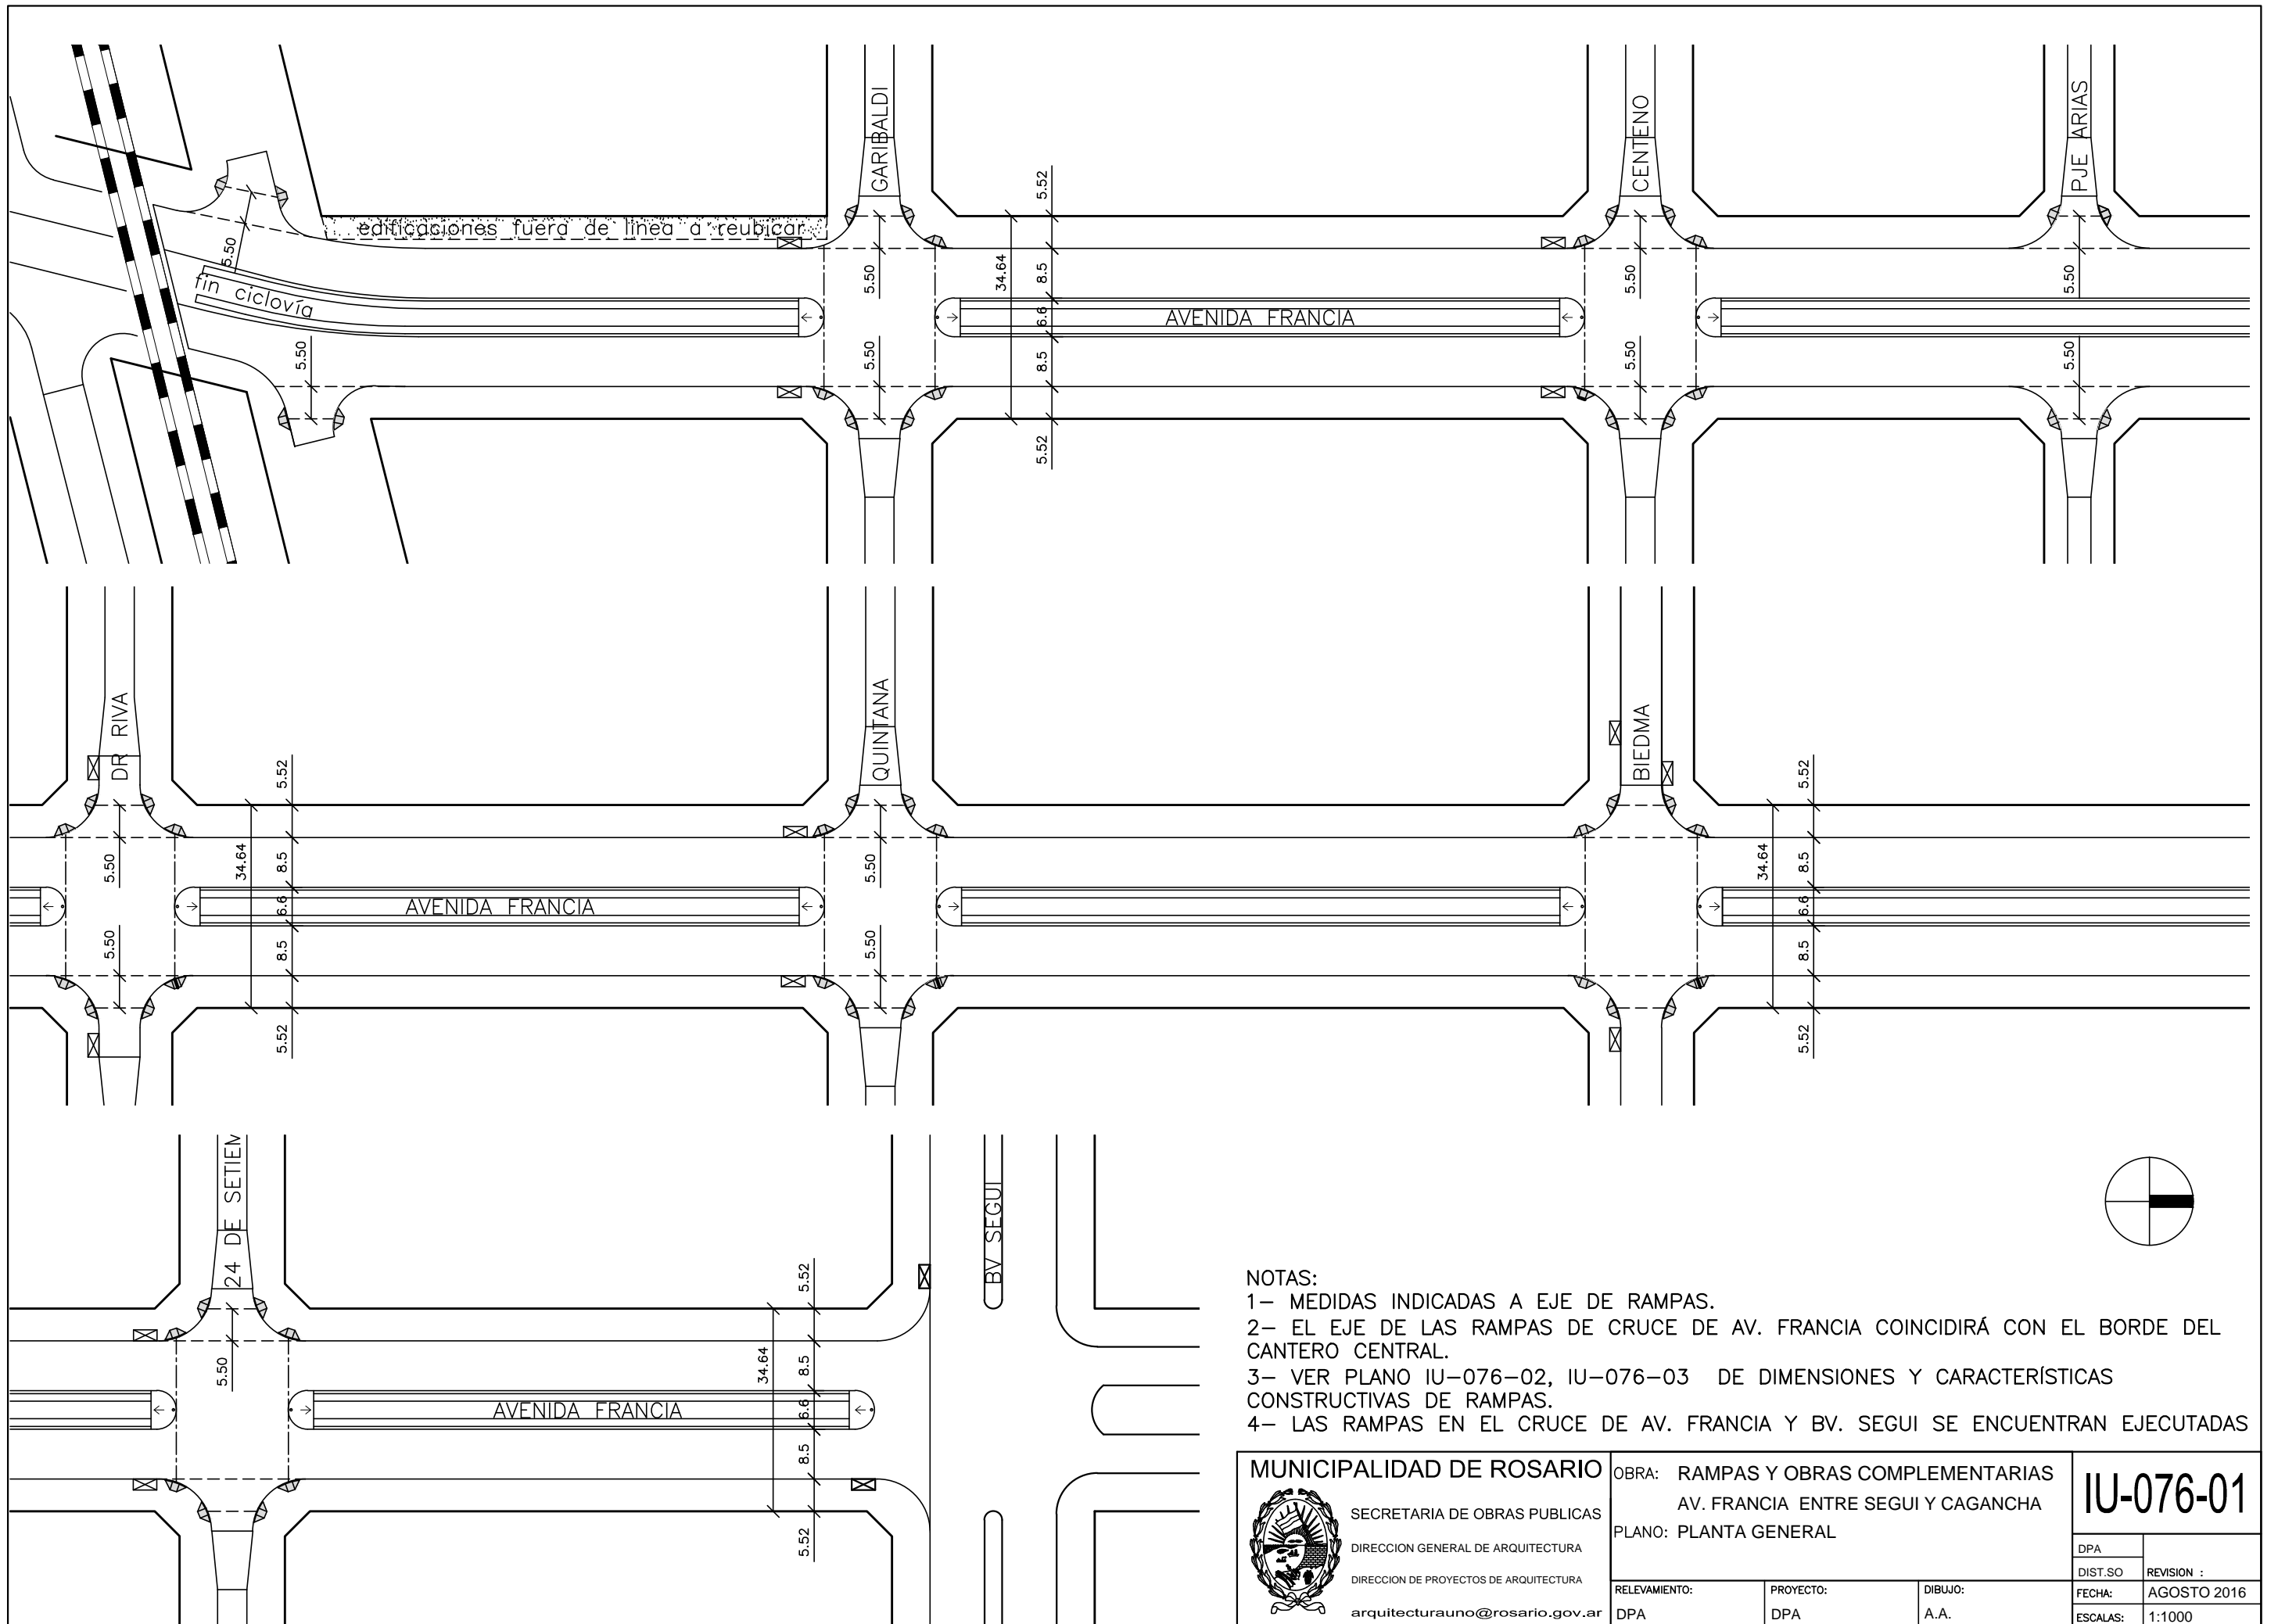 GARIBALDI
CENTENO
PJE ARIAS
edificaciones fuera de línea a reubicar
5.50
fin ciclovía
5.50
5.50
5.50
5.52
34.64
8.5
6.6
8.5
5.52
AVENIDA FRANCIA
5.50
5.50
5.50
5.50
DR RIVA
QUINTANA
BIEDMA
5.50
5.50
5.52
34.64
8.5
6.6
8.5
5.52
AVENIDA FRANCIA
5.50
5.50
5.52
34.64
8.5
6.6
8.5
5.52
24 DE SETIEM
BV SEGUI
5.50
AVENIDA FRANCIA
5.52
34.64
8.5
6.6
8.5
5.52
NOTAS:
1- MEDIDAS INDICADAS A EJE DE RAMPAS.
2- EL EJE DE LAS RAMPAS DE CRUCE DE AV. FRANCIA COINCIDIRÁ CON EL BORDE DEL
CANTERO CENTRAL.
3- VER PLANO IU-076-02, IU-076-03 DE DIMENSIONES Y CARACTERÍSTICAS
CONSTRUCTIVAS DE RAMPAS.
4- LAS RAMPAS EN EL CRUCE DE AV. FRANCIA Y BV. SEGUI SE ENCUENTRAN EJECUTADAS
MUNICIPALIDAD DE ROSARIO
SECRETARIA DE OBRAS PUBLICAS
DIRECCION GENERAL DE ARQUITECTURA
DIRECCION DE PROYECTOS DE ARQUITECTURA
arquitecturauno@rosario.gov.ar
OBRA: RAMPAS Y OBRAS COMPLEMENTARIAS
AV. FRANCIA ENTRE SEGUI Y CAGANCHA
PLANO: PLANTA GENERAL
RELEVAMIENTO:
DPA
PROYECTO:
DPA
DIBUJO:
A.A.
IU-076-01
DPA
DIST.SO
REVISION :
FECHA: AGOSTO 2016
ESCALAS: 1:1000